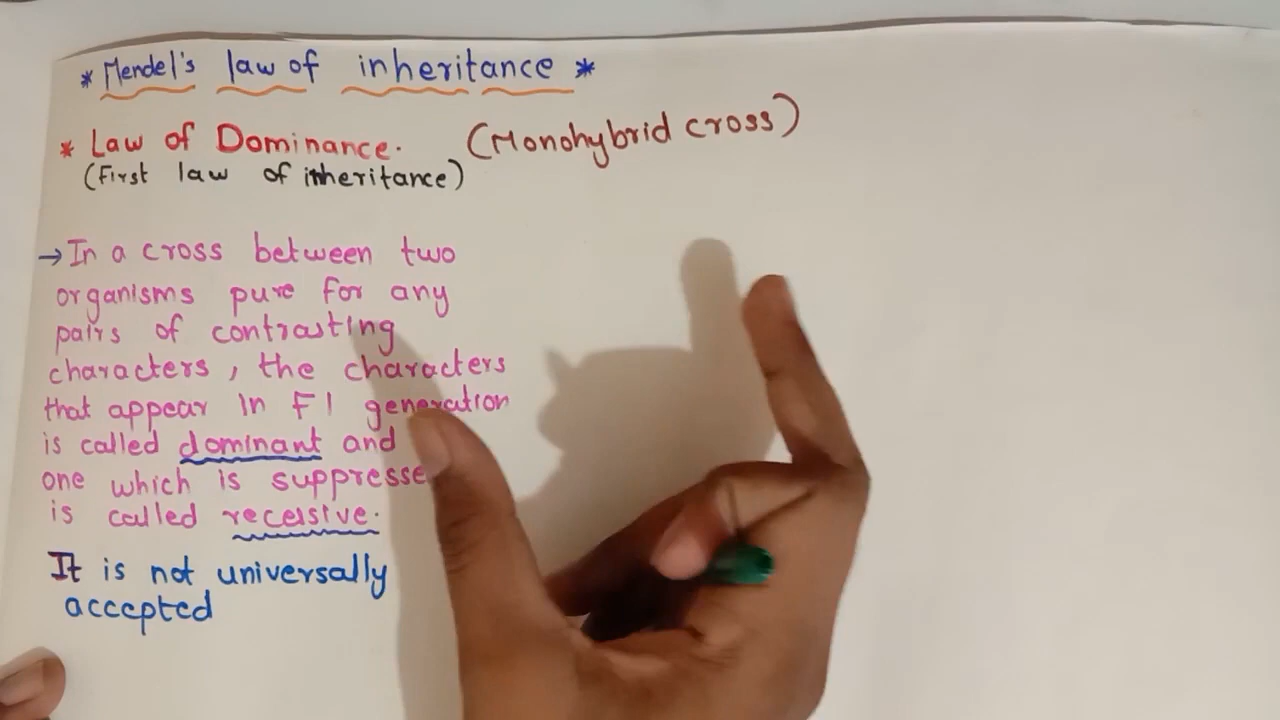 * Mendel's law of inheritance *
* Law of Dominance. (Monohybrid cross)
(First law of inheritance)
→ In a cross between two
organisms pure for any
pairs of contrasting
characters, the characters
that appear in F1 generation
is called dominant and
one which is suppresse
is called recessive.
It is not universally
accepted